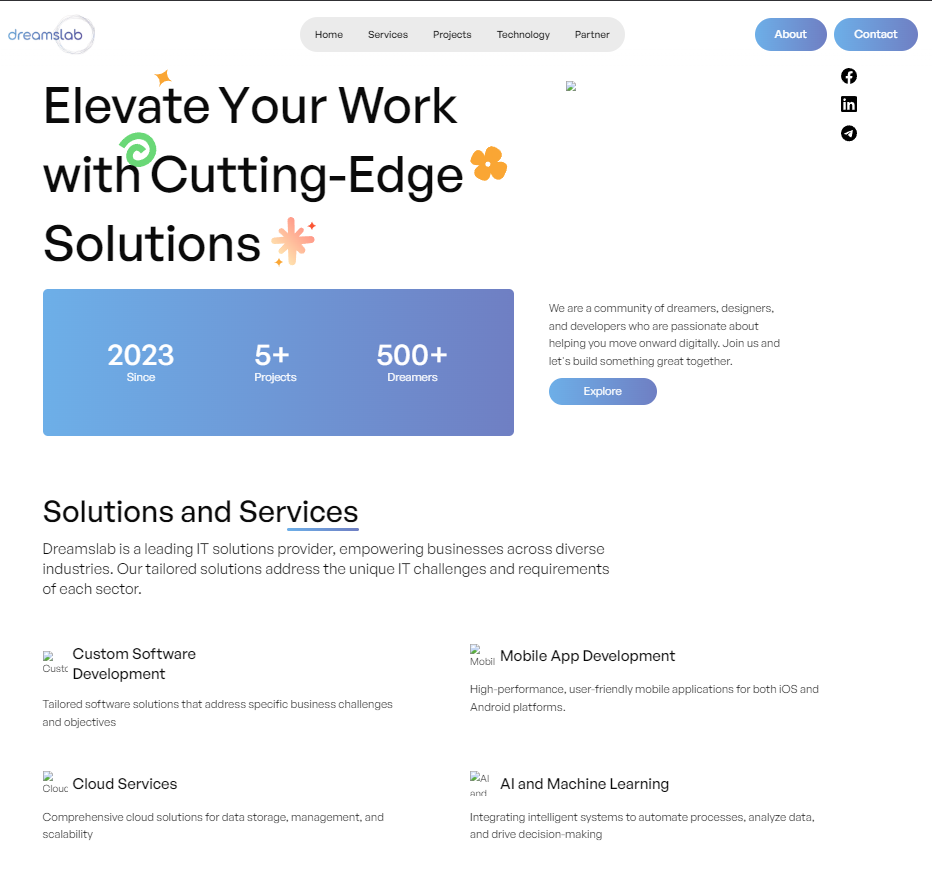 dreamslab
Home Services Projects Technology Partner
About Contact
Elevate Your Work
with Cutting-Edge
Solutions
2023 5+ 500+
Since Projects Dreamers
We are a community of dreamers, designers,
and developers who are passionate about
helping you move onward digitally. Join us and
let's build something great together.
Explore
Solutions and Services
Dreamslab is a leading IT solutions provider, empowering businesses across diverse
industries. Our tailored solutions address the unique IT challenges and requirements
of each sector.
Custo
Custom Software
Development
Tailored software solutions that address specific business challenges
and objectives
Mobil
Mobile App Development
High-performance, user-friendly mobile applications for both iOS and
Android platforms.
Cloud
Cloud Services
Comprehensive cloud solutions for data storage, management, and
scalability
AI
and
AI and Machine Learning
Integrating intelligent systems to automate processes, analyze data,
and drive decision-making